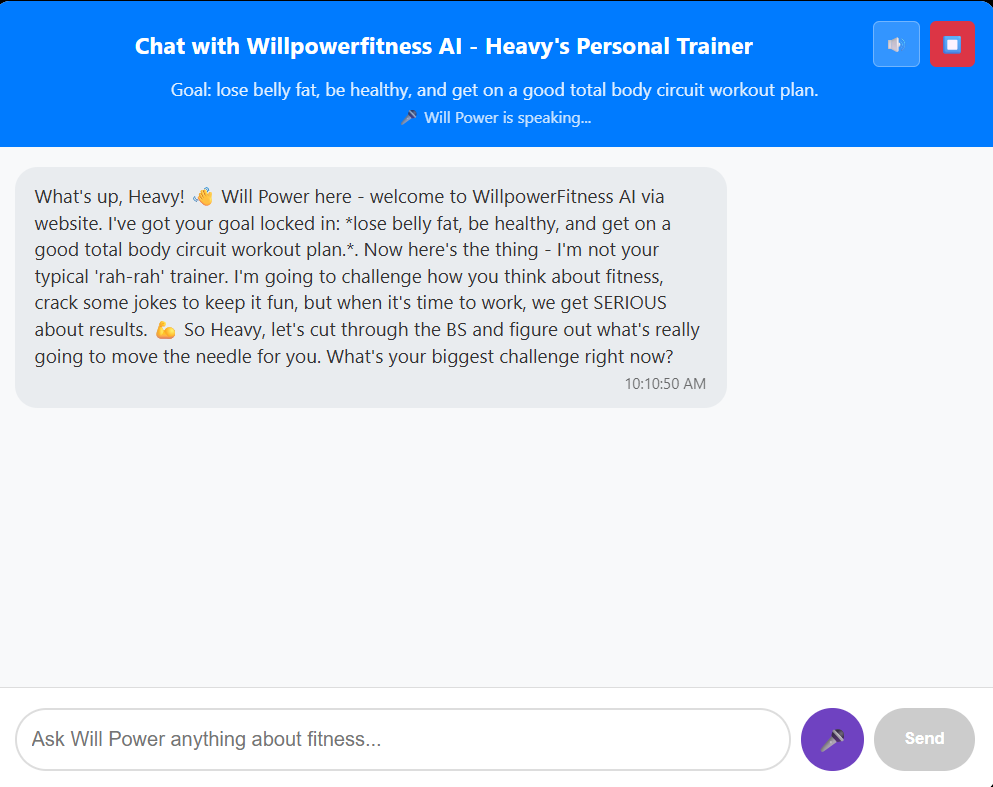 Chat with Willpowerfitness AI - Heavy's Personal Trainer
Goal: lose belly fat, be healthy, and get on a good total body circuit workout plan.
🎤 Will Power is speaking...
What's up, Heavy! 👋 Will Power here - welcome to WillpowerFitness AI via
website. I've got your goal locked in: *lose belly fat, be healthy, and get on a
good total body circuit workout plan.*. Now here's the thing - I'm not your
typical 'rah-rah' trainer. I'm going to challenge how you think about fitness,
crack some jokes to keep it fun, but when it's time to work, we get SERIOUS
about results. 💪 So Heavy, let's cut through the BS and figure out what's really
going to move the needle for you. What's your biggest challenge right now?
10:10:50 AM
Ask Will Power anything about fitness...
Send